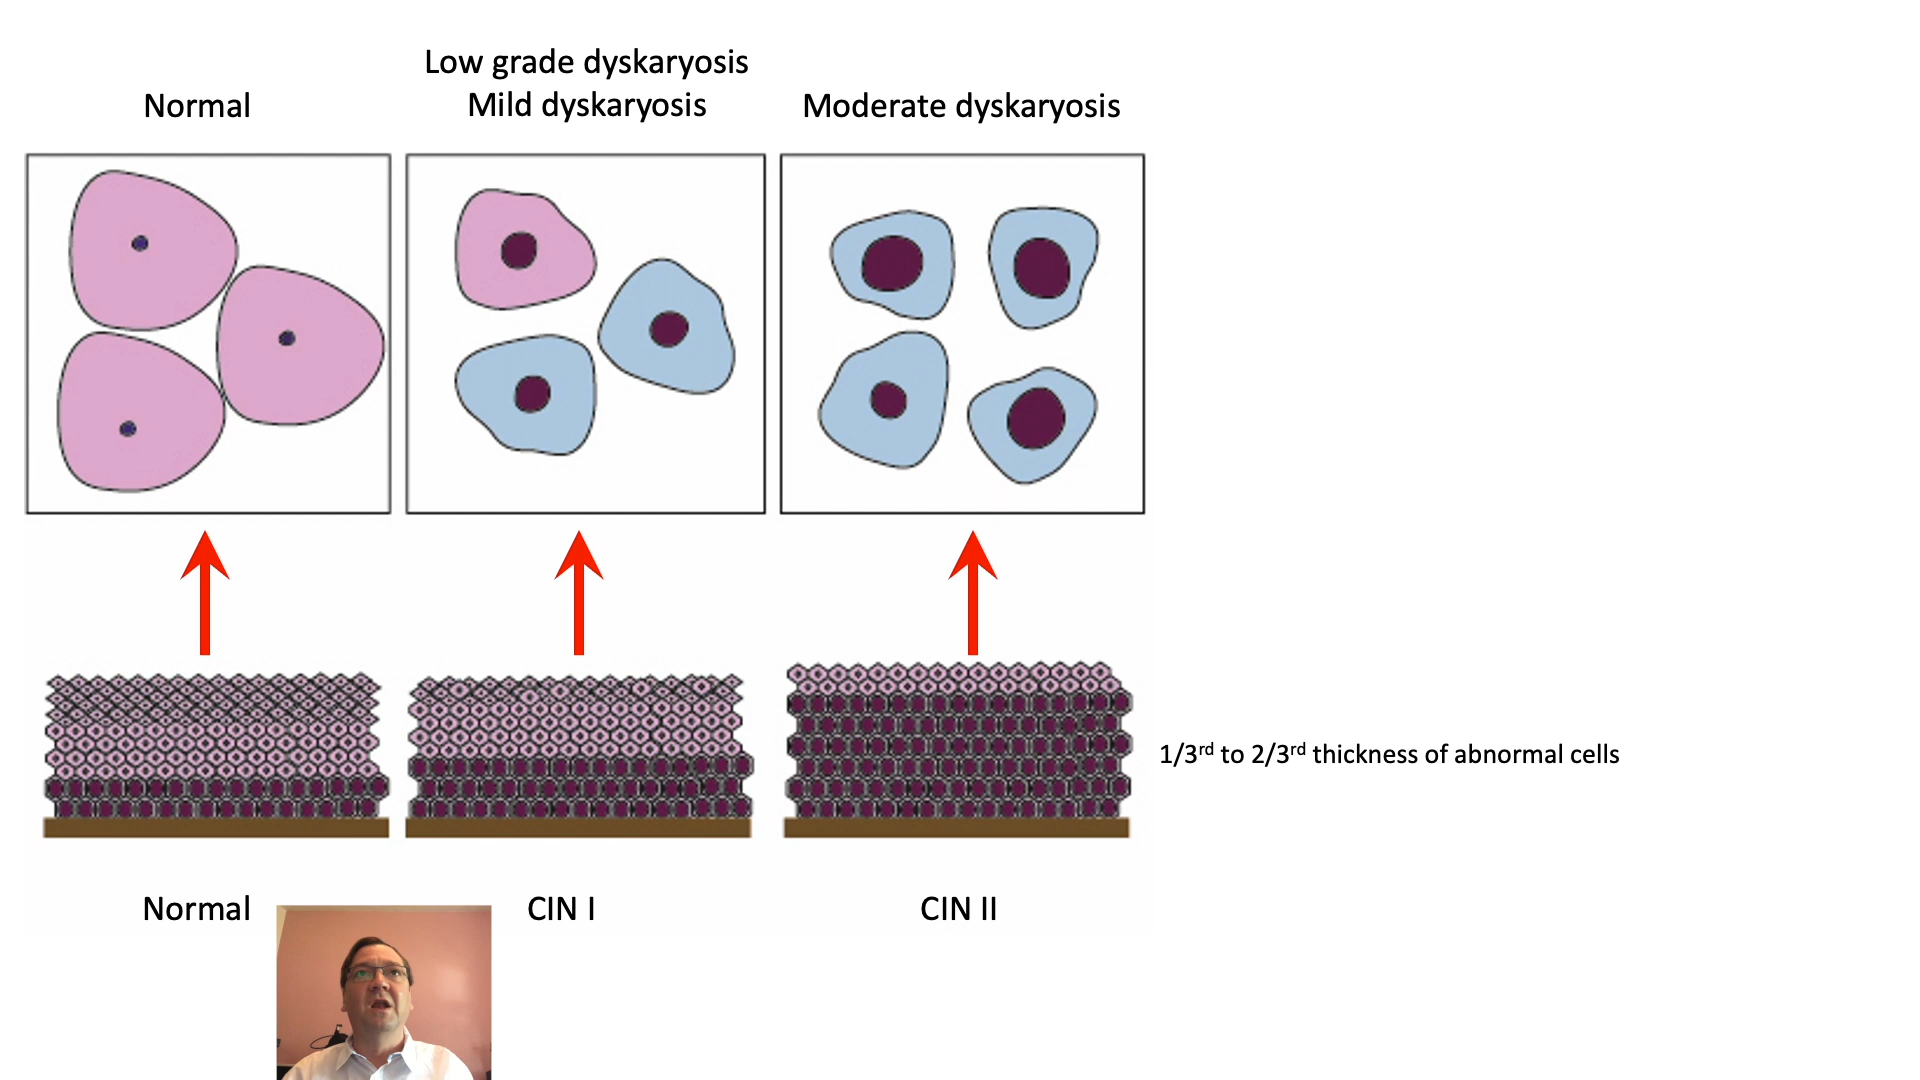 Normal
Low grade dyskaryosis
Mild dyskaryosis
Moderate dyskaryosis
1/3rd to 2/3rd thickness of abnormal cells
Normal
CIN I
CIN II